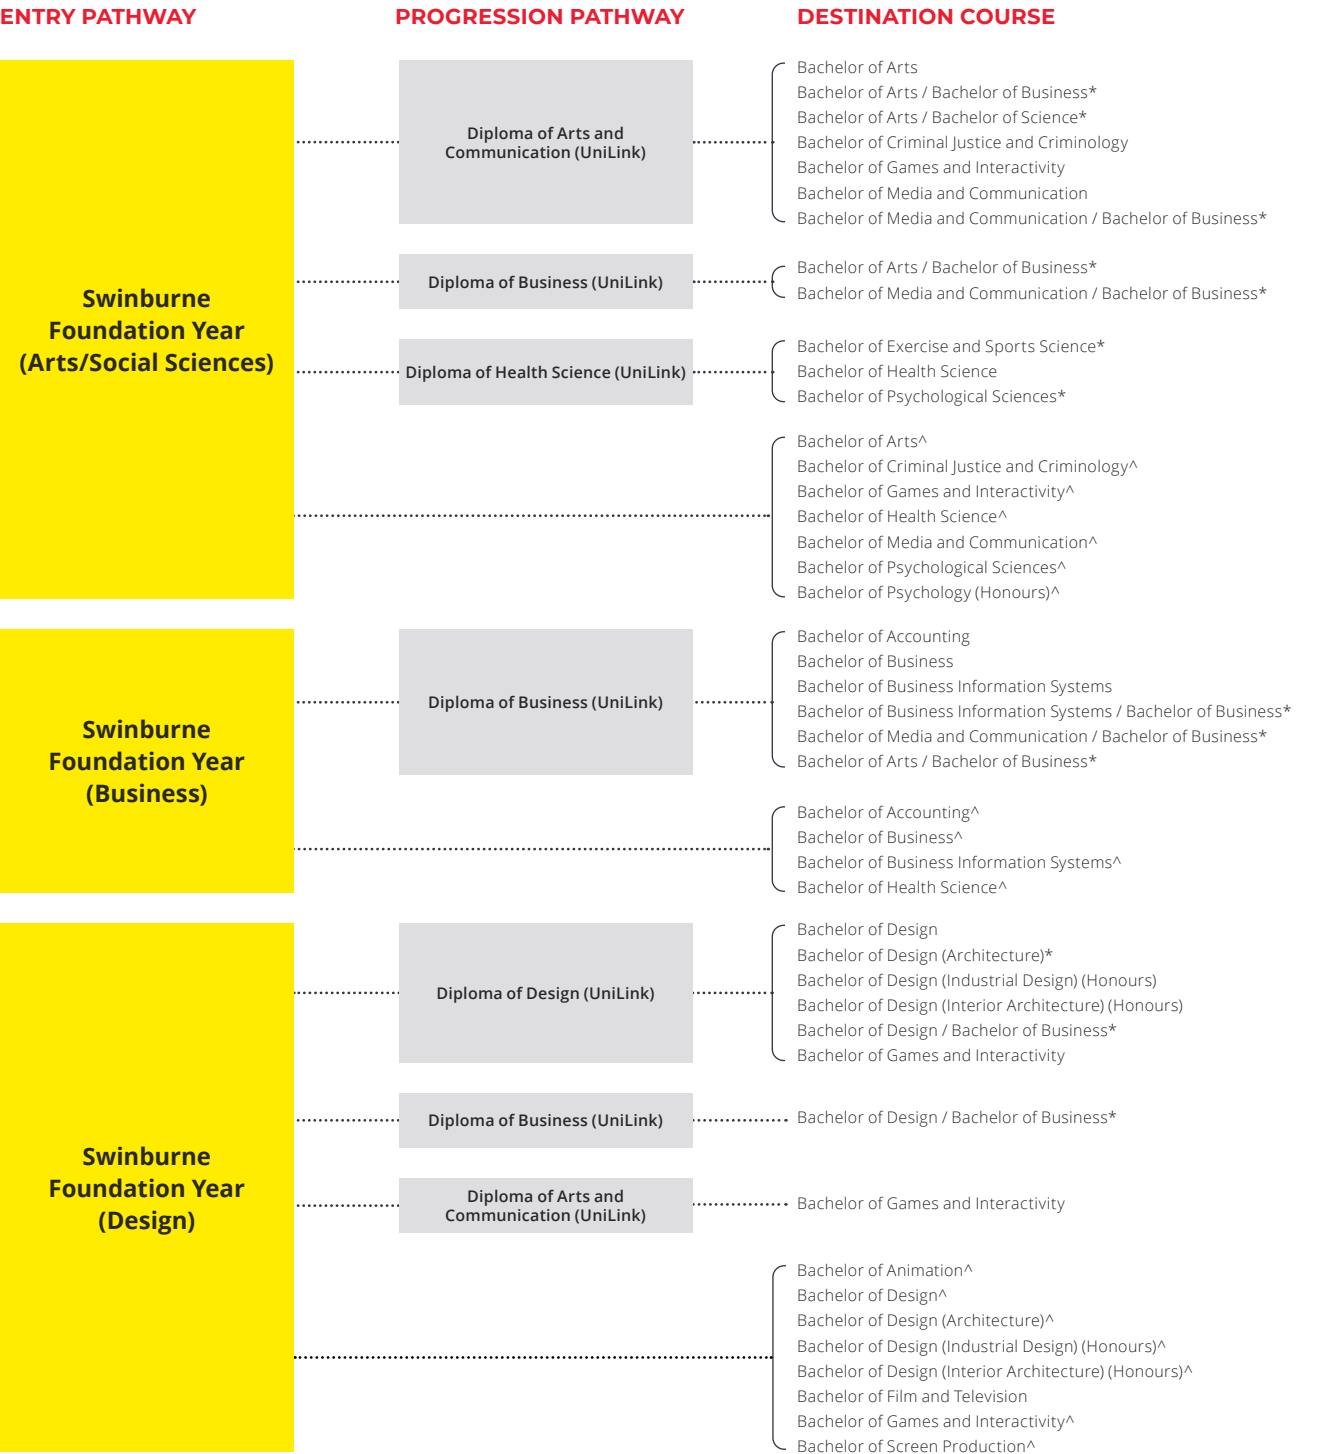 ENTRY PATHWAY
PROGRESSION PATHWAY
DESTINATION COURSE
Swinburne
Foundation Year
(Arts/Social Sciences)
Diploma of Arts and
Communication (UniLink)
Bachelor of Arts
Bachelor of Arts / Bachelor of Business*
Bachelor of Arts / Bachelor of Science*
Bachelor of Criminal Justice and Criminology
Bachelor of Games and Interactivity
Bachelor of Media and Communication
Bachelor of Media and Communication / Bachelor of Business*
Diploma of Business (UniLink)
Bachelor of Arts / Bachelor of Business*
Bachelor of Media and Communication / Bachelor of Business*
Diploma of Health Science (UniLink)
Bachelor of Exercise and Sports Science*
Bachelor of Health Science
Bachelor of Psychological Sciences*
Bachelor of Arts^
Bachelor of Criminal Justice and Criminology^
Bachelor of Games and Interactivity^
Bachelor of Health Science^
Bachelor of Media and Communication^
Bachelor of Psychological Sciences^
Bachelor of Psychology (Honours)^
Swinburne
Foundation Year
(Business)
Diploma of Business (UniLink)
Bachelor of Accounting
Bachelor of Business
Bachelor of Business Information Systems
Bachelor of Business Information Systems / Bachelor of Business*
Bachelor of Media and Communication / Bachelor of Business*
Bachelor of Arts / Bachelor of Business*
Bachelor of Accounting^
Bachelor of Business^
Bachelor of Business Information Systems^
Bachelor of Health Science^
Swinburne
Foundation Year
(Design)
Diploma of Design (UniLink)
Bachelor of Design
Bachelor of Design (Architecture)*
Bachelor of Design (Industrial Design) (Honours)
Bachelor of Design (Interior Architecture) (Honours)
Bachelor of Design / Bachelor of Business*
Bachelor of Games and Interactivity
Diploma of Business (UniLink)
Bachelor of Design / Bachelor of Business*
Diploma of Arts and
Communication (UniLink)
Bachelor of Games and Interactivity
Bachelor of Animation^
Bachelor of Design^
Bachelor of Design (Architecture)^
Bachelor of Design (Industrial Design) (Honours)^
Bachelor of Design (Interior Architecture) (Honours)^
Bachelor of Film and Television
Bachelor of Games and Interactivity^
Bachelor of Screen Production^